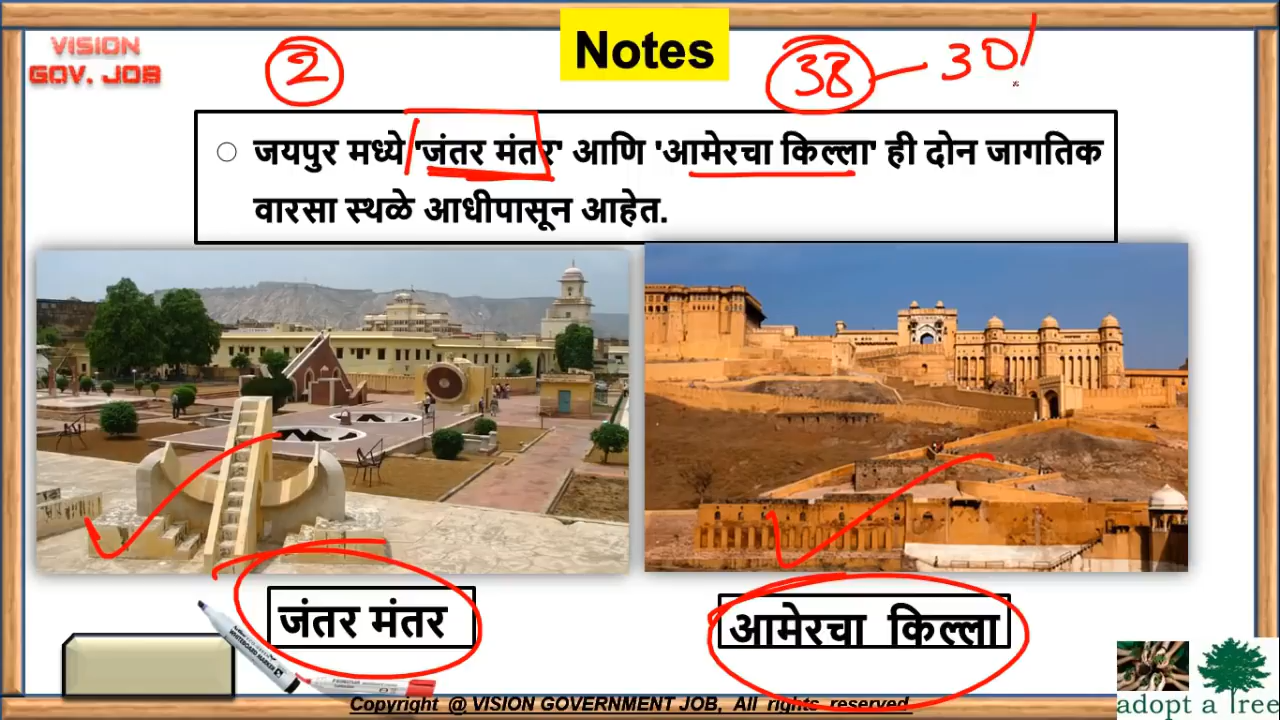 VISION
GOV. JOB
Notes
2
38 - 30
जयपुर मध्ये 'जंतर मंतर' आणि 'आमेरचा किल्ला' ही दोन जागतिक
वारसा स्थळे आधीपासून आहेत.
जंतर मंतर
आमेरचा किल्ला
Copyright @ VISION GOVERNMENT JOB, All rights reserved
adopt a Tree